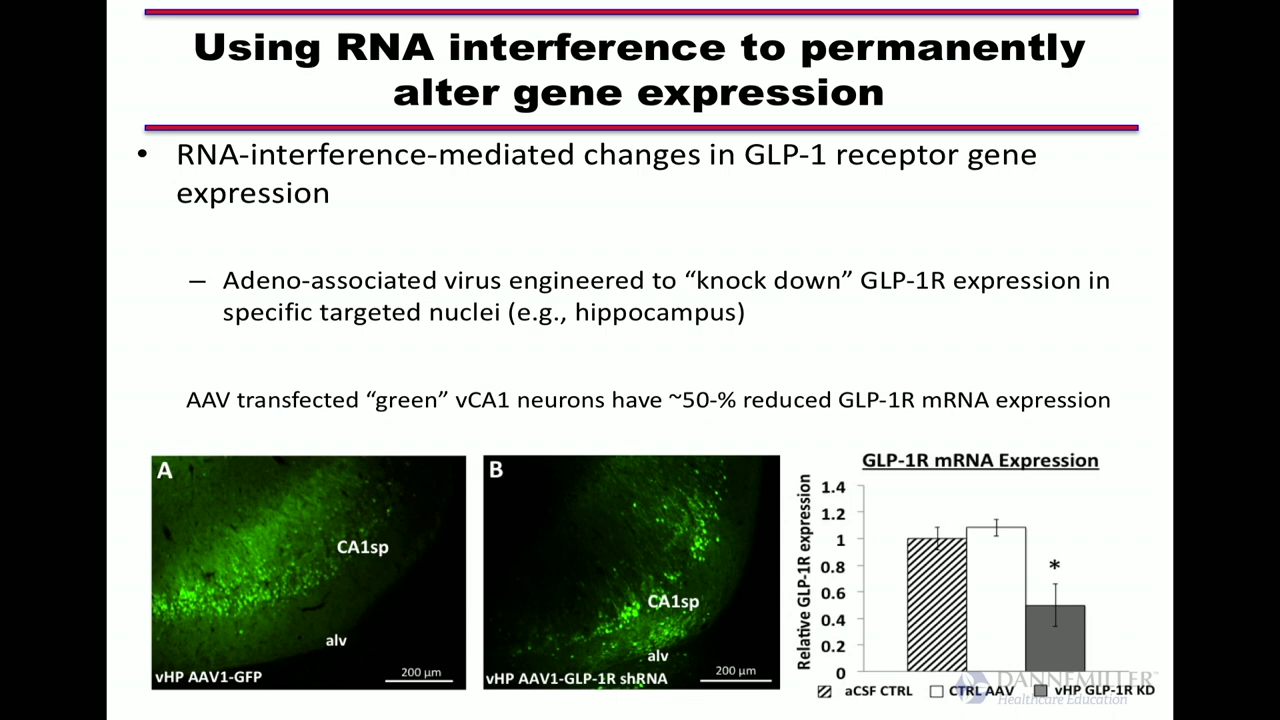 Using RNA interference to permanently
alter gene expression
• RNA-interference-mediated changes in GLP-1 receptor gene
expression
– Adeno-associated virus engineered to “knock down” GLP-1R expression in
specific targeted nuclei (e.g., hippocampus)
AAV transfected “green” vCA1 neurons have ~50-% reduced GLP-1R mRNA expression
A
CA1sp
alv
vHP AAV1-GFP
200 µm
B
CA1sp
alv
vHP AAV1-GLP-1R shRNA
200 µm
GLP-1R mRNA Expression
Relative GLP-1R expression
1.4
1.2
1
0.8
0.6
0.4
0.2
0
*
aCSF CTRL
CTRL AAV
vHP GLP-1R KD
DANNEMILLER
Healthcare Education